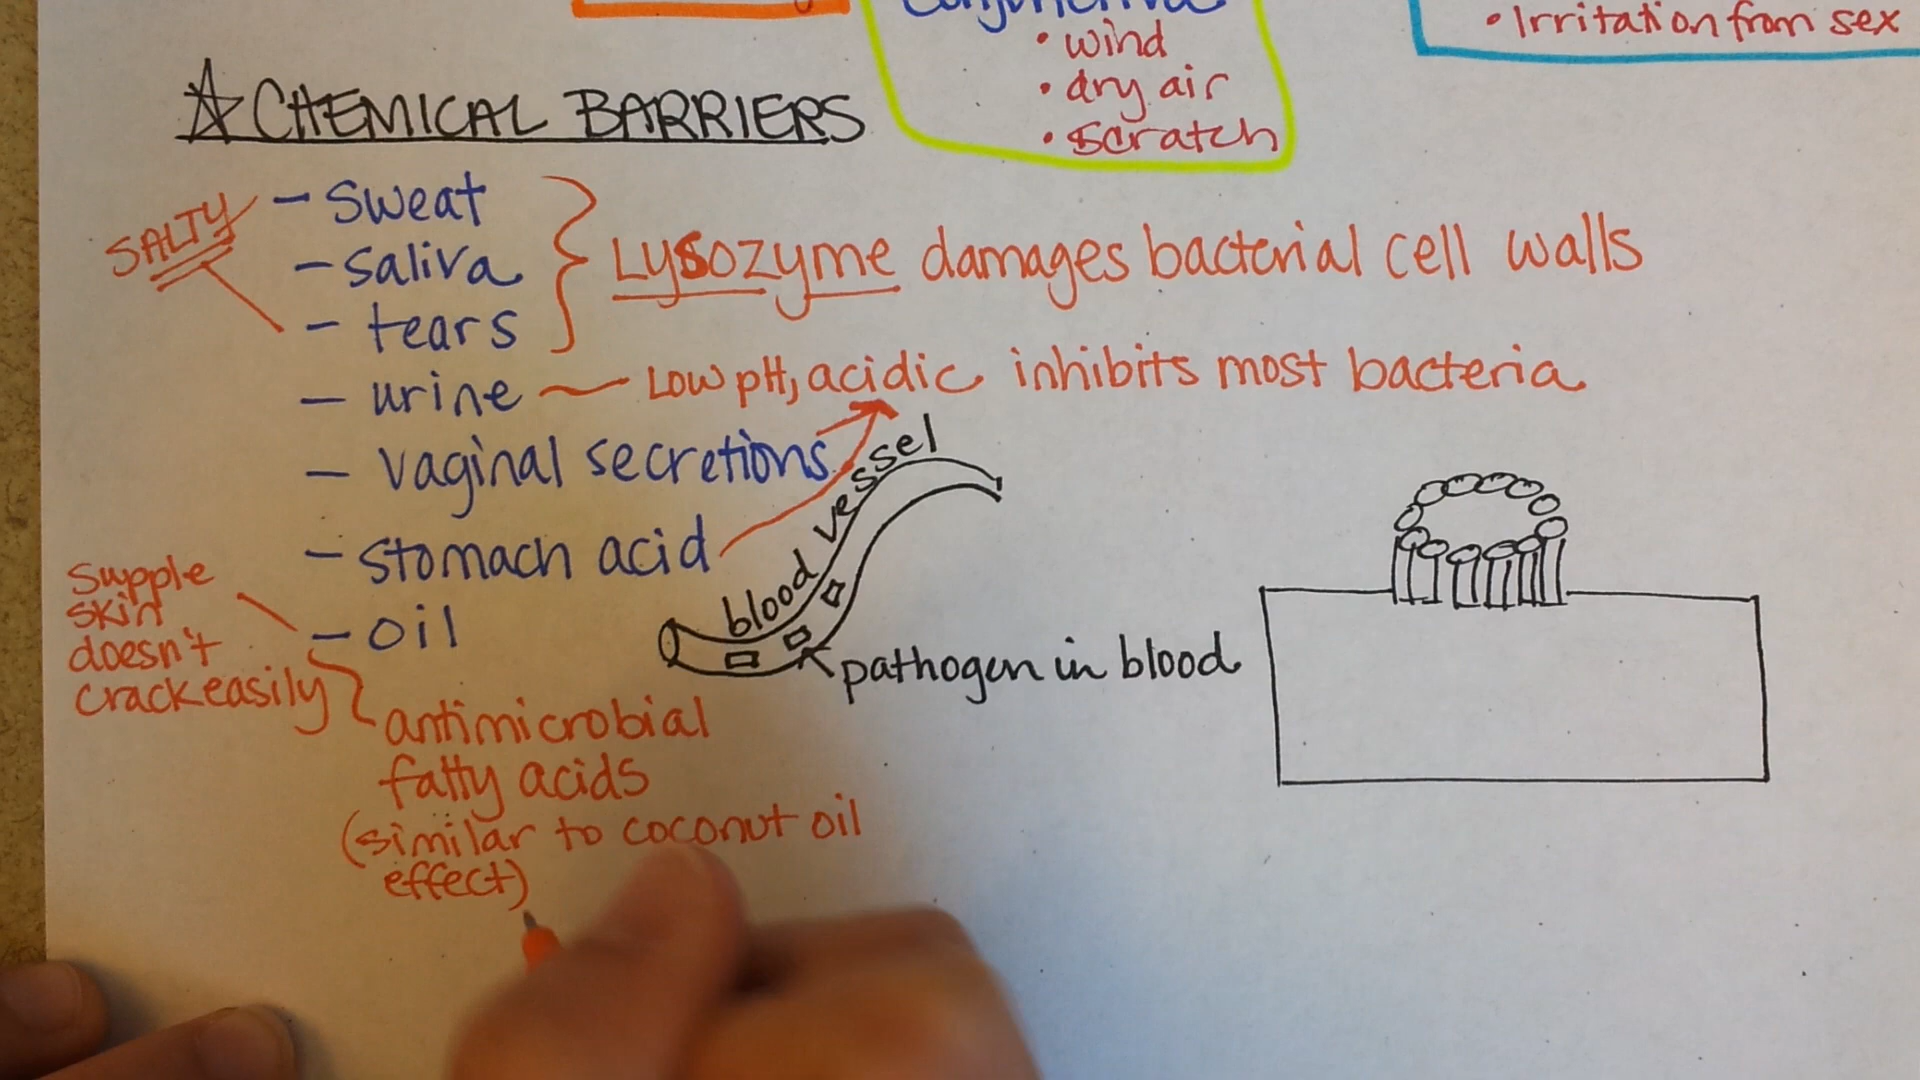 • Irritation from sex
• wind
• dry air
• scratch
CHEMICAL BARRIERS
SALTY
- sweat
- saliva
- tears
Lysozyme damages bacterial cell walls
- urine
Low pH, acidic inhibits most bacteria
- vaginal secretions
- stomach acid
- oil
blood vessel
pathogen in blood
supple
skin
doesn't
crack easily
antimicrobial
fatty acids
(similar to coconut oil
effect)